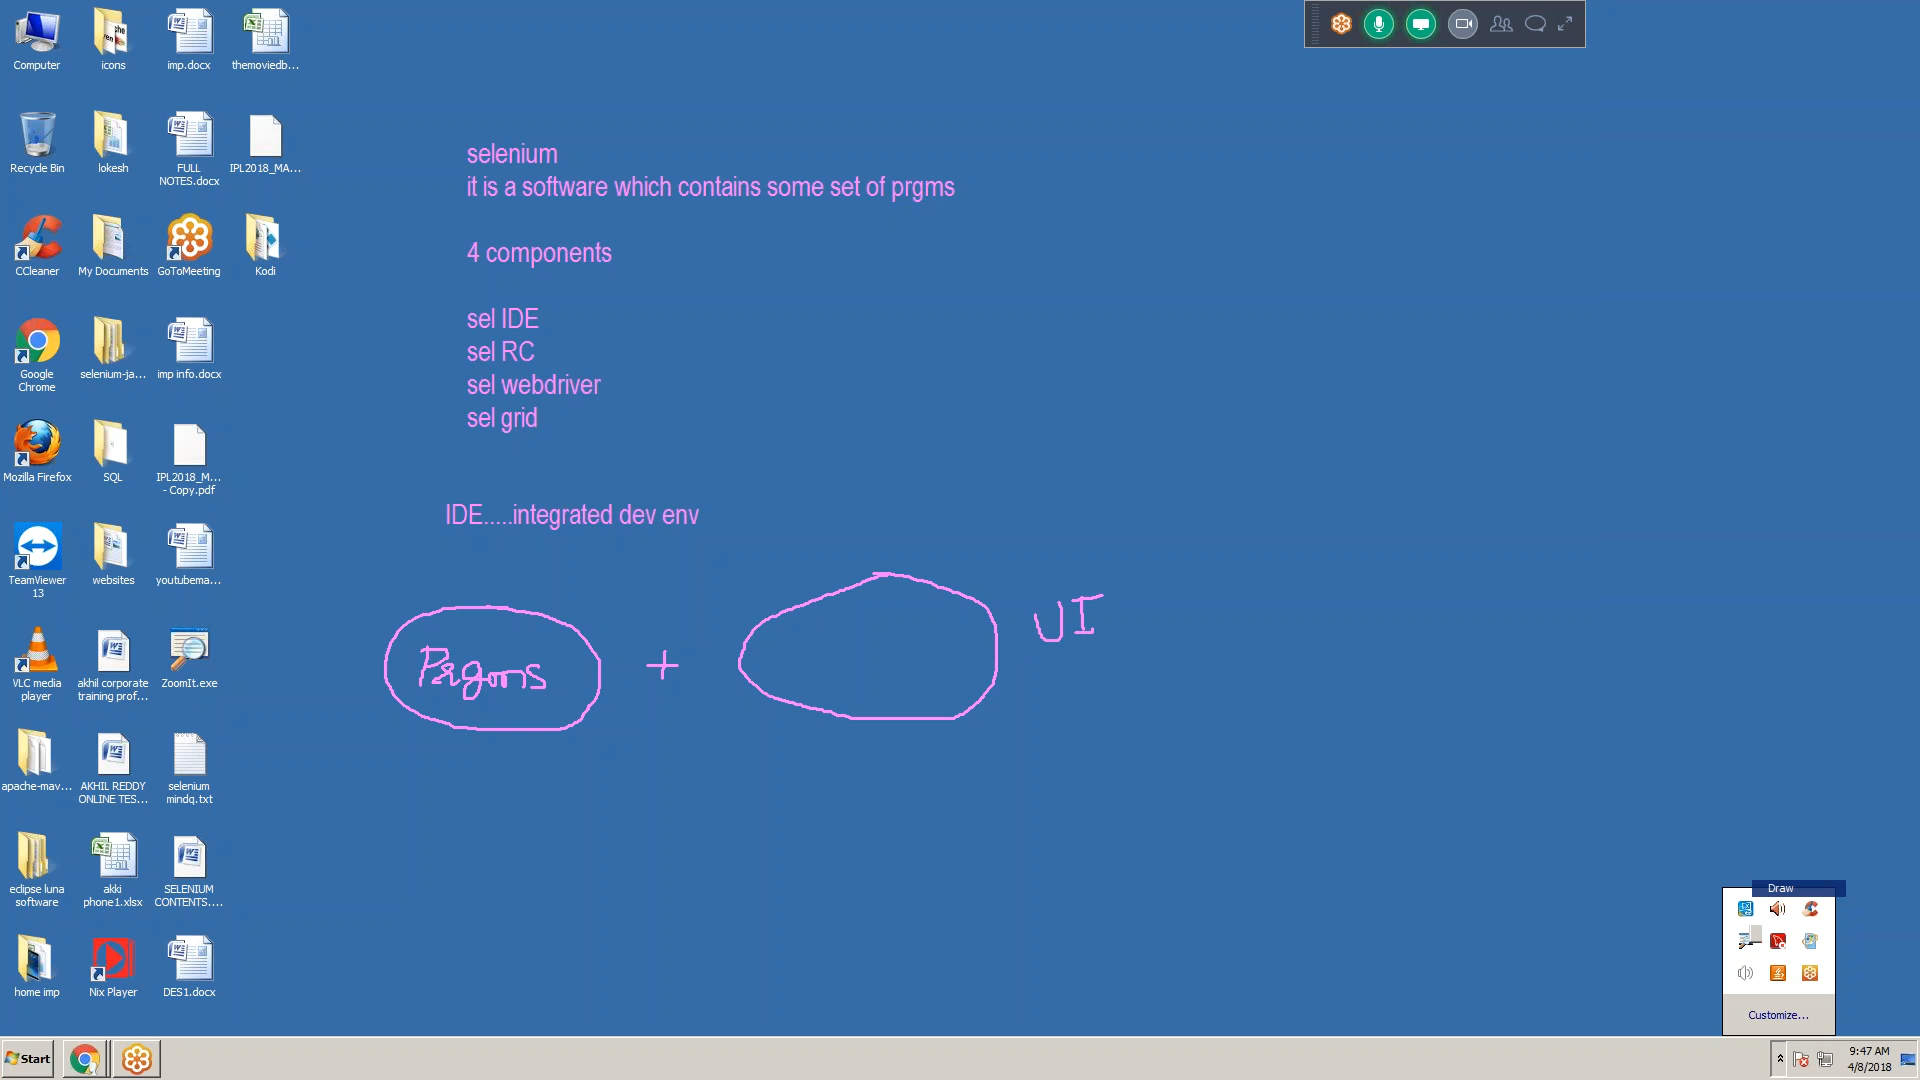 Computer
icons
imp.docx
themoviedb...
Recycle Bin
lokesh
FULL
NOTES.docx
IPL2018_MA...
CCleaner
My Documents
GoToMeeting
Kodi
Google
Chrome
selenium-ja...
imp info.docx
Mozilla Firefox
SQL
IPL2018_M...
- Copy.pdf
TeamViewer
13
websites
youtubema...
VLC media
player
akhil corporate
training prof...
ZoomIt.exe
apache-mav...
AKHIL REDDY
ONLINE TES...
selenium
mindq.txt
eclipse luna
software
akki
phone1.xlsx
SELENIUM
CONTENTS....
home imp
Nix Player
DES1.docx
selenium
it is a software which contains some set of prgms
4 components
sel IDE
sel RC
sel webdriver
sel grid
IDE.....integrated dev env
Prgms + UI
Draw
Customize...
Start
9:47 AM
4/8/2018